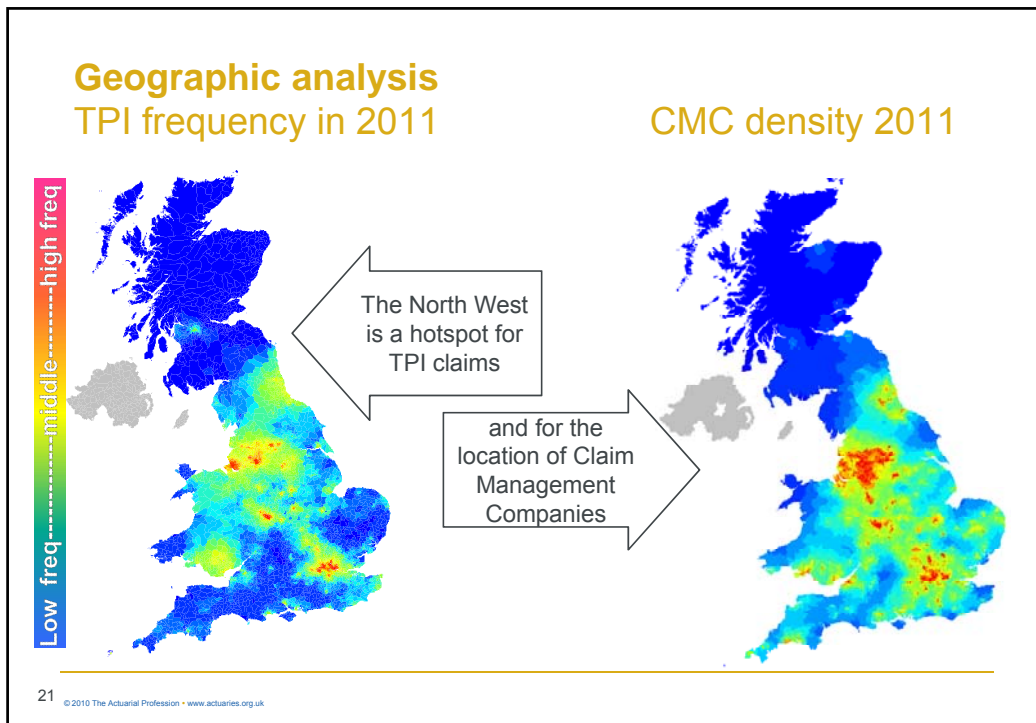 Geographic analysis
TPI frequency in 2011
CMC density 2011
Low freq------------middle---------high freq
The North West
is a hotspot for
TPI claims
and for the
location of Claim
Management
Companies
21
© 2010 The Actuarial Profession • www.actuaries.org.uk